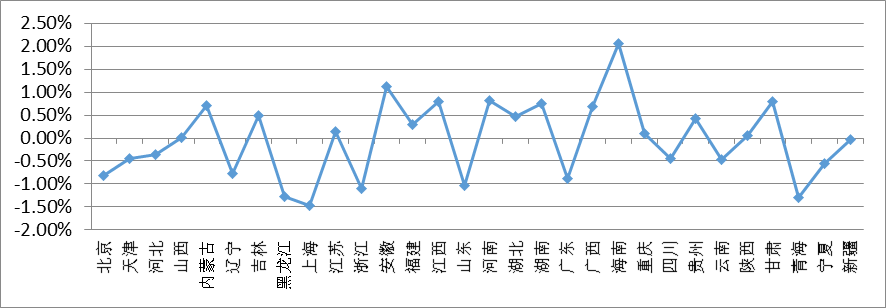 2.50%
2.00%
1.50%
1.00%
0.50%
0.00%
-0.50%
-1.00%
-1.50%
-2.00%
北京
天津
河北
山西
内蒙古
辽宁
吉林
黑龙江
上海
江苏
浙江
安徽
福建
江西
山东
河南
湖北
湖南
广东
广西
海南
重庆
四川
贵州
云南
陕西
甘肃
青海
宁夏
新疆